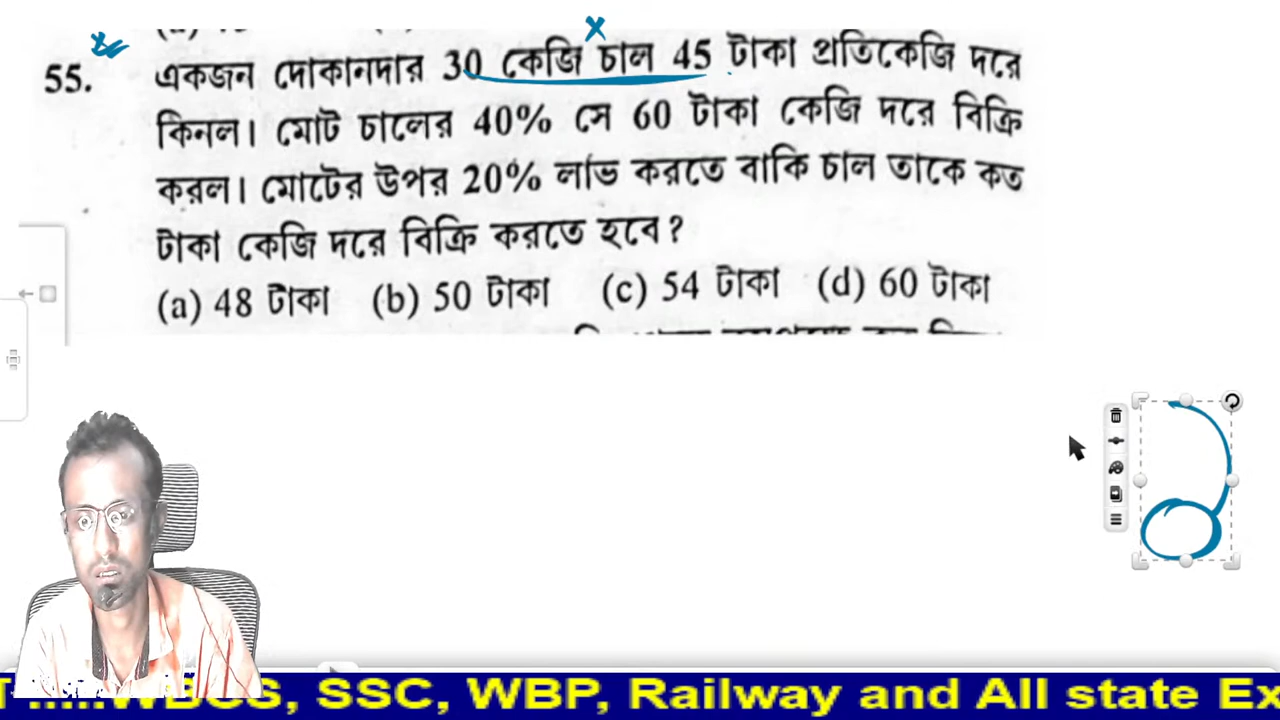 55. একজন দোকানদার 30 কেজি চাল 45 টাকা প্রতিকেজি দরে
কিনল। মোট চালের 40% সে 60 টাকা কেজি দরে বিক্রি
করল। মোটের উপর 20% লাভ করতে বাকি চাল তাকে কত
টাকা কেজি দরে বিক্রি করতে হবে?
(a) 48 টাকা (b) 50 টাকা (c) 54 টাকা (d) 60 টাকা
SSC, WBP, Railway and All state Ex